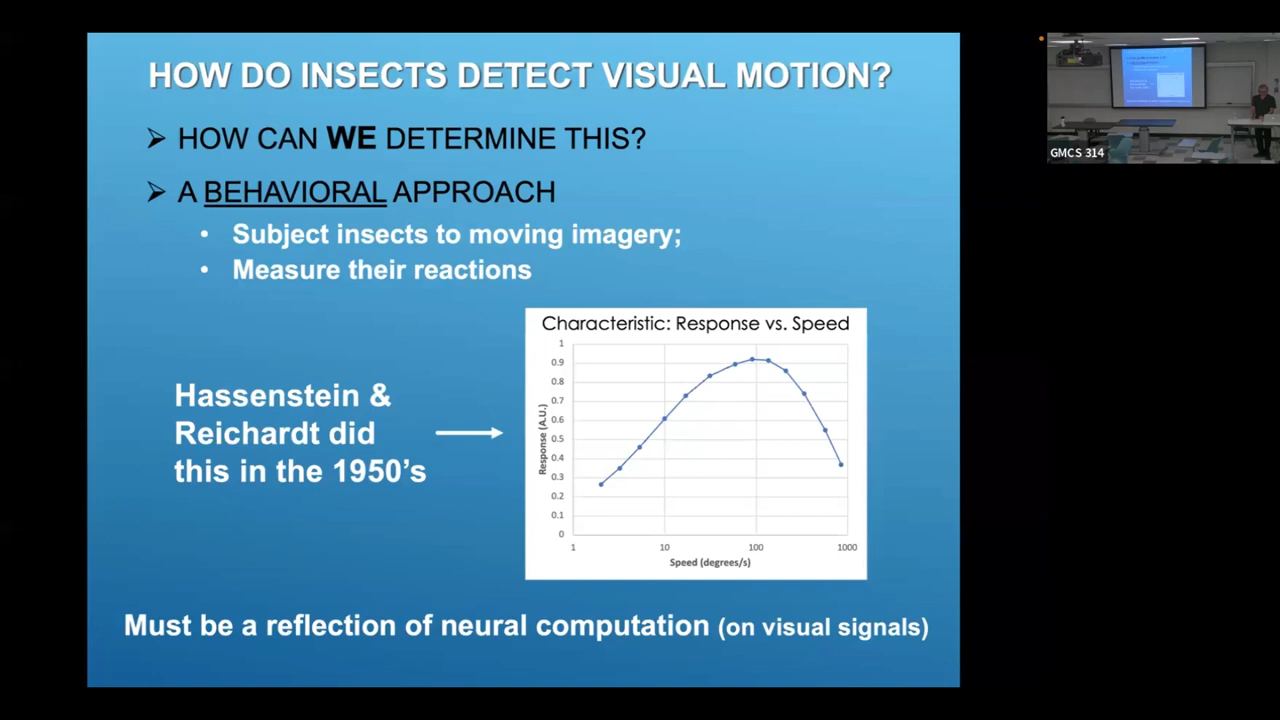 HOW DO INSECTS DETECT VISUAL MOTION?
➢ HOW CAN WE DETERMINE THIS?
➢ A BEHAVIORAL APPROACH
• Subject insects to moving imagery;
• Measure their reactions
Hassenstein &
Reichardt did
this in the 1950's
Characteristic: Response vs. Speed
Response (A.U.)
1
0.9
0.8
0.7
0.6
0.5
0.4
0.3
0.2
0.1
0
1 10 100 1000
Speed (degrees/s)
Must be a reflection of neural computation (on visual signals)
GMCS 314